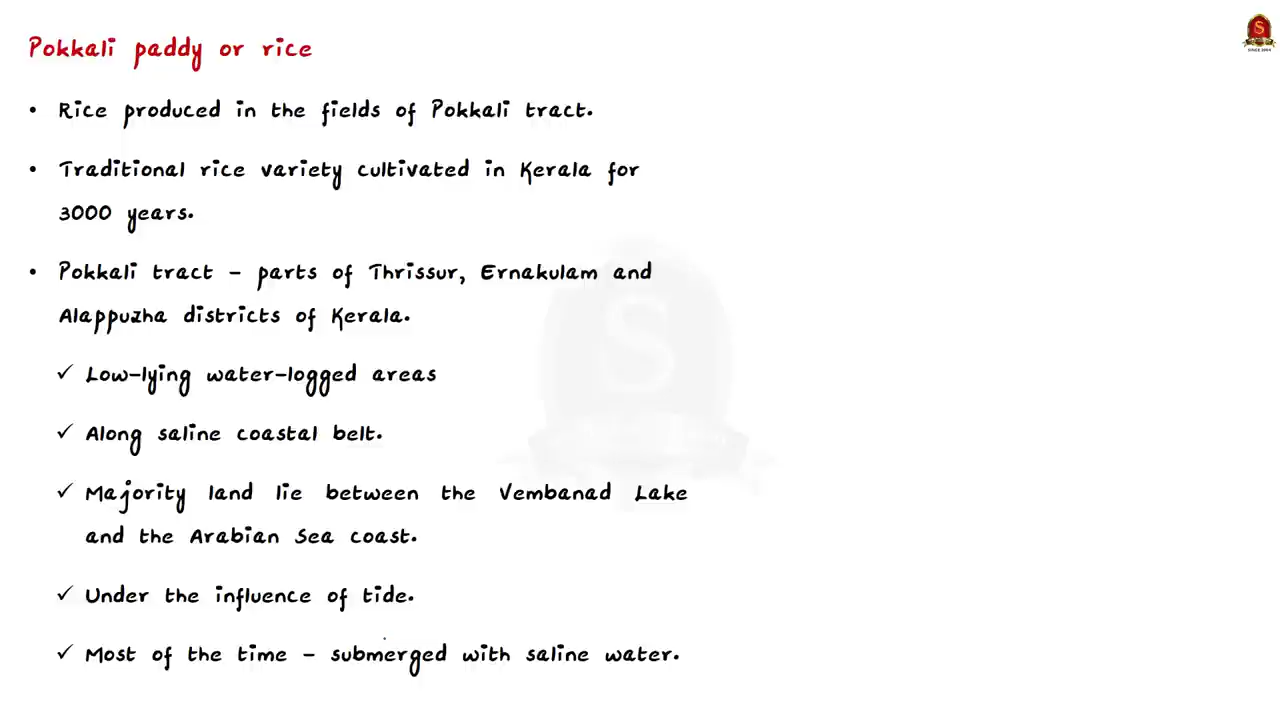 Pokkali paddy or rice
• Rice produced in the fields of Pokkali tract.
• Traditional rice variety cultivated in Kerala for
3000 years.
• Pokkali tract - parts of Thrissur, Ernakulam and
Alappuzha districts of Kerala.
✓ Low-lying water-logged areas
✓ Along saline coastal belt.
✓ Majority land lie between the Vembanad Lake
and the Arabian Sea coast.
✓ Under the influence of tide.
✓ Most of the time - submerged with saline water.
S
SINCE 2004
S